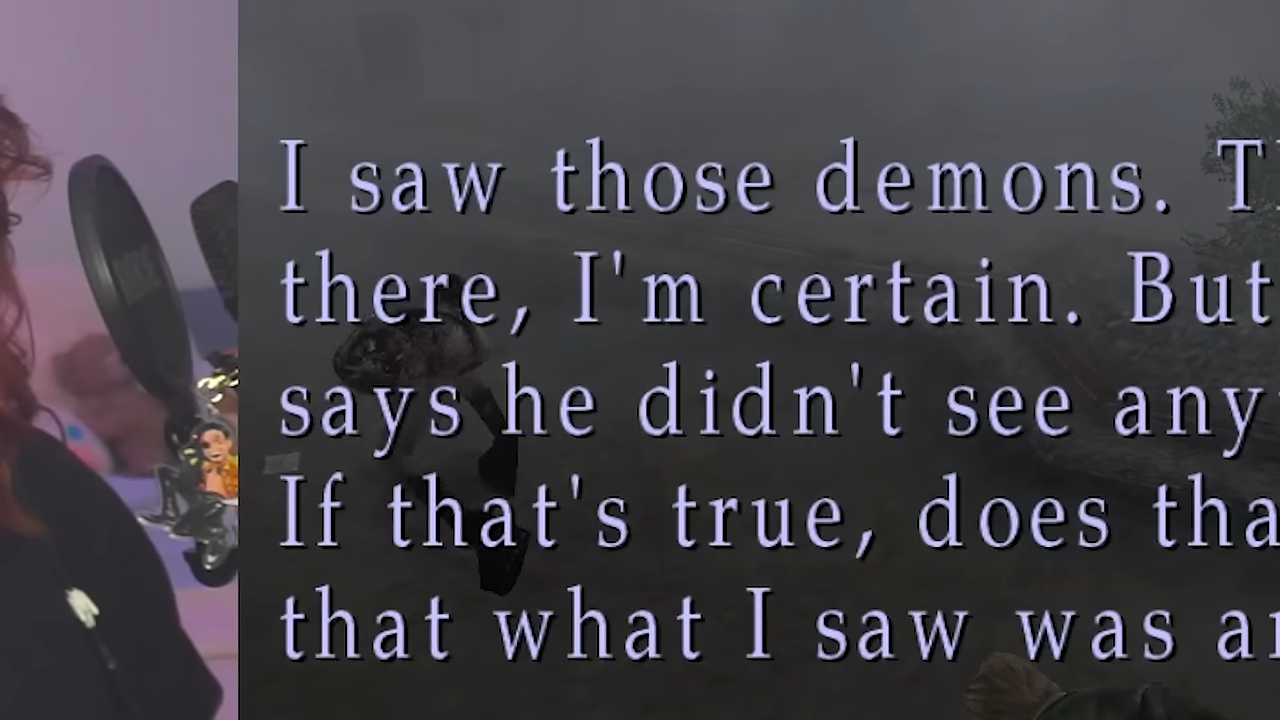 I saw those demons.
there, I'm certain. But
says he didn't see any
If that's true, does
that what I saw was